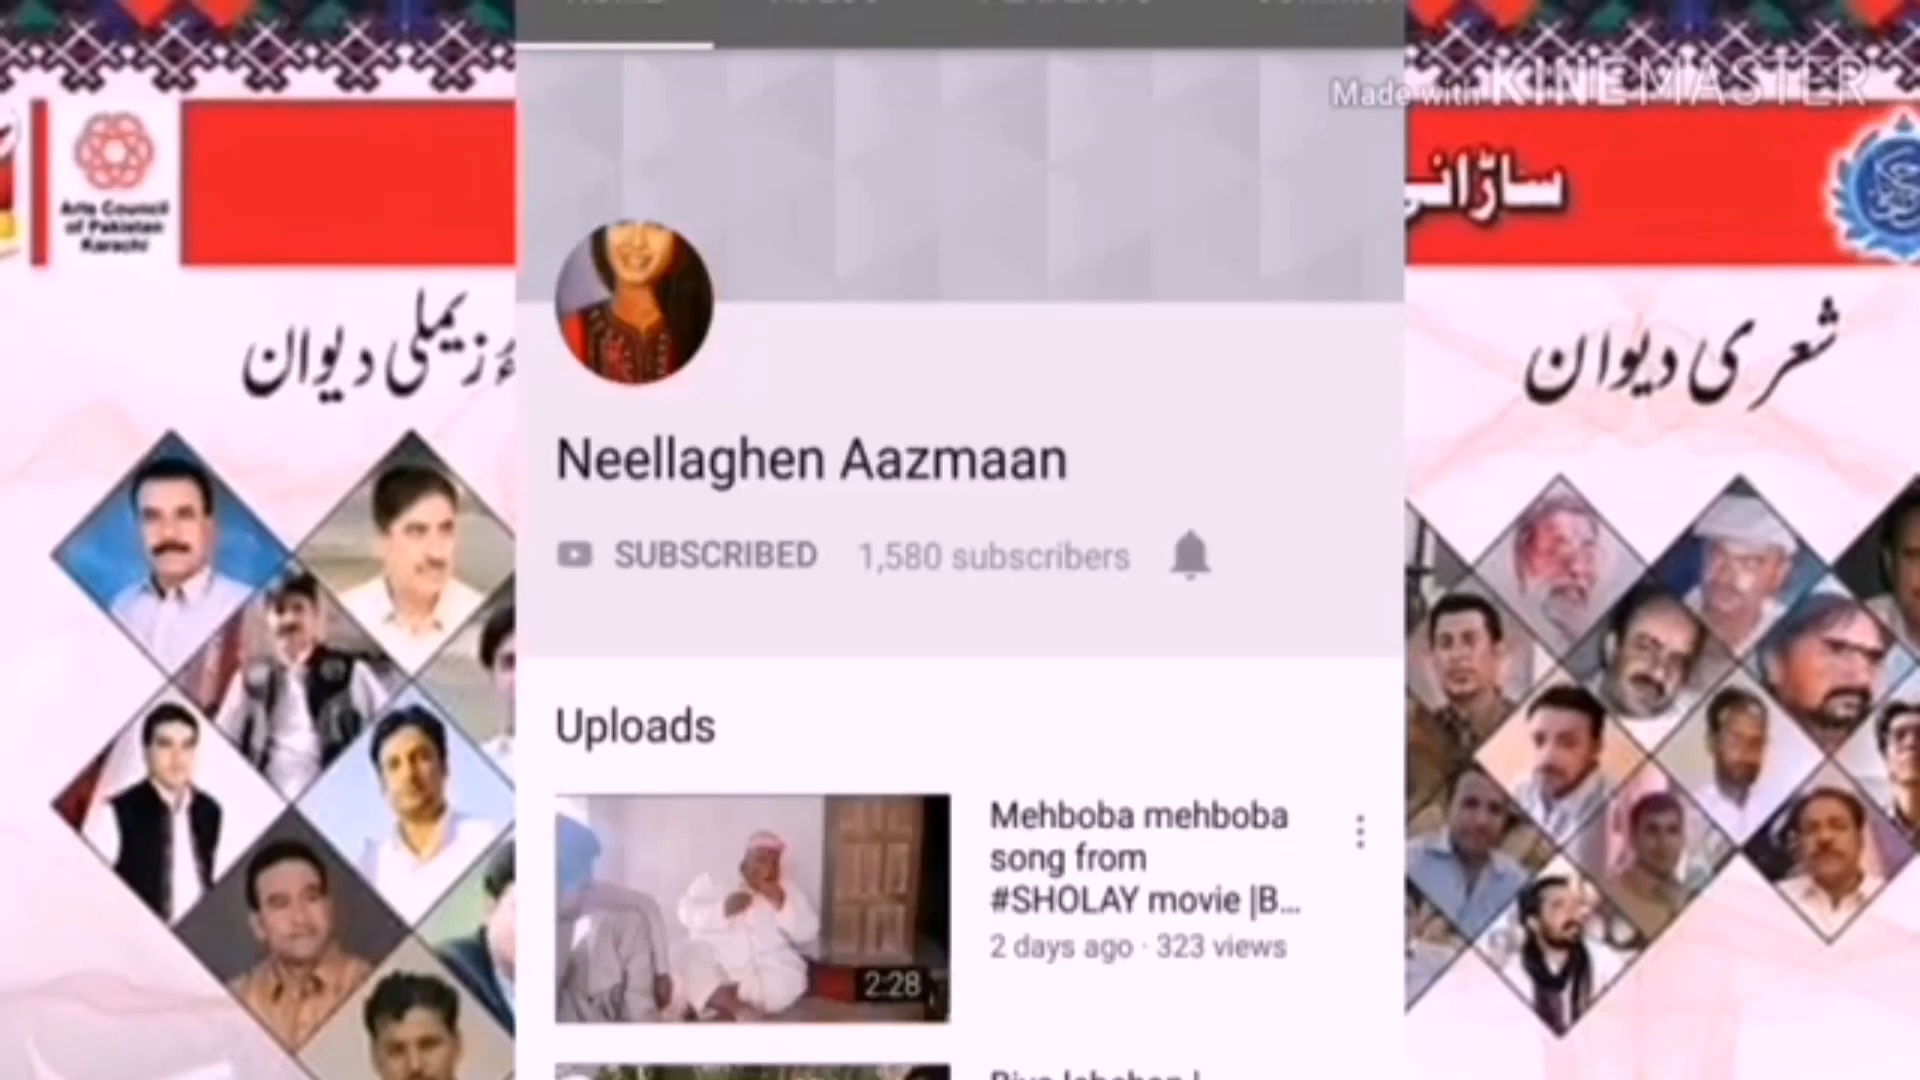 Made with KINEMASTER
Arts Council
of Pakistan
Karachi
ساڑانی
زیملی دیوان
شعری دیوان
Neellaghen Aazmaan
SUBSCRIBED 1,580 subscribers
Uploads
Mehboba mehboba
song from
#SHOLAY movie |B...
2 days ago · 323 views
2:28